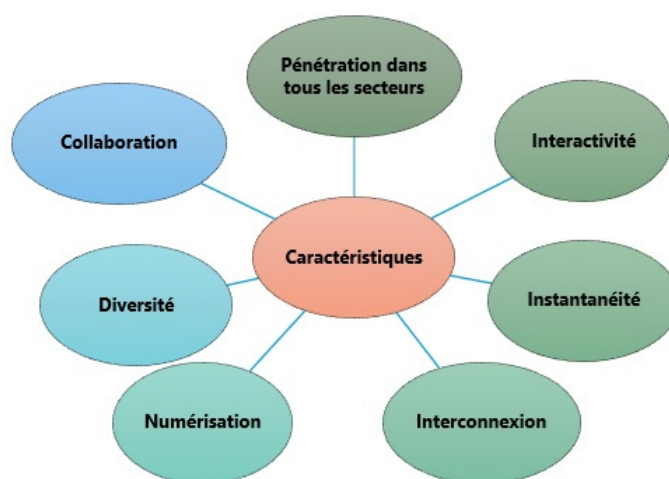 Pénétration dans
tous les secteurs
Collaboration
Interactivité
Caractéristiques
Diversité
Instantanéité
Numérisation
Interconnexion